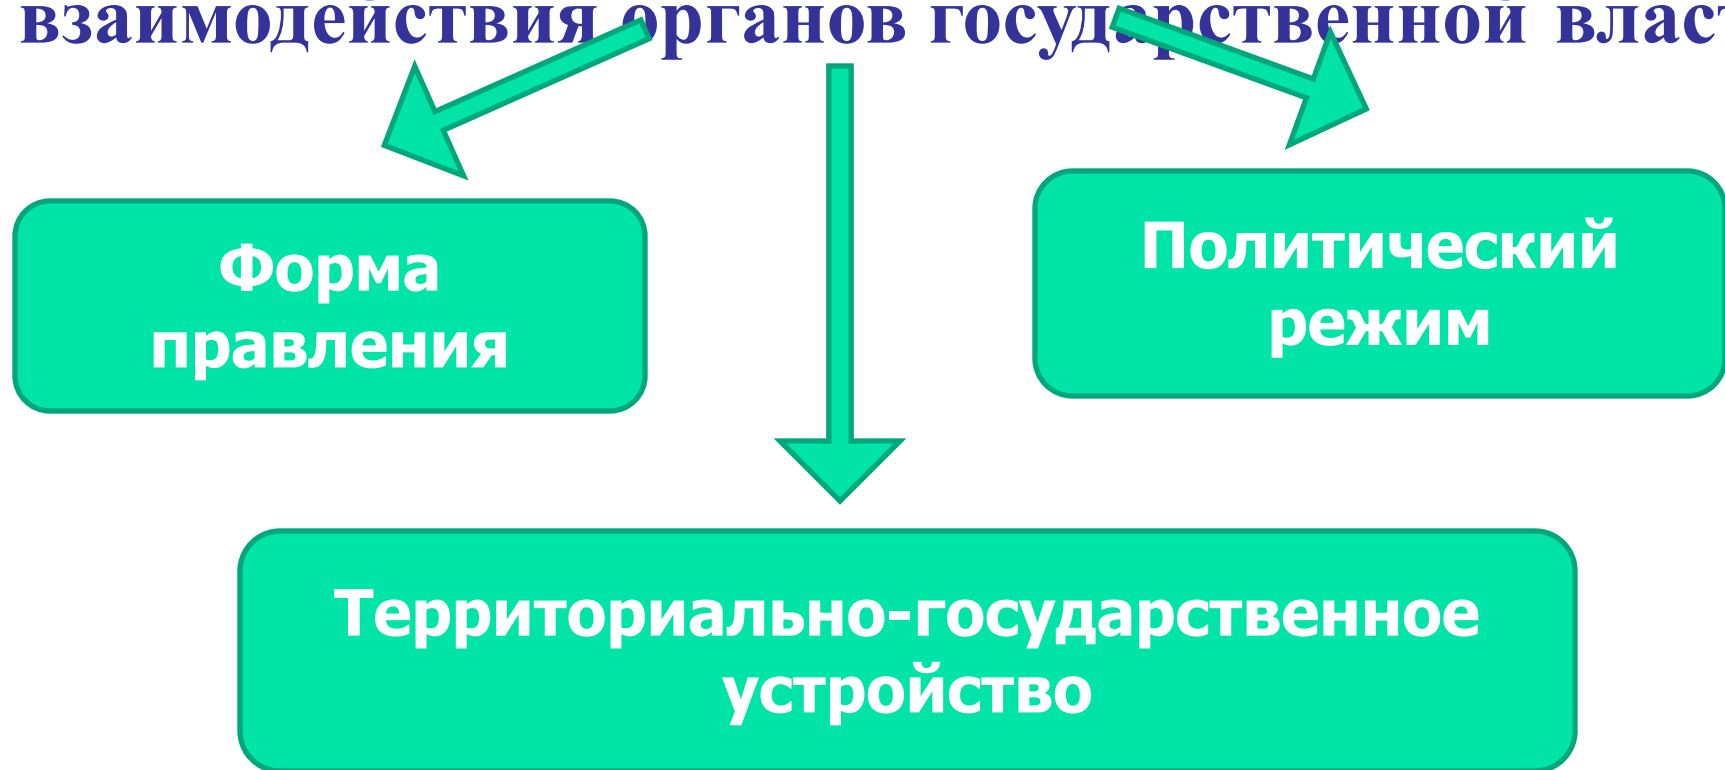 взаимодействия органов государственной влас
Форма
правления
Политический
режим
Территориально-государственное
устройство